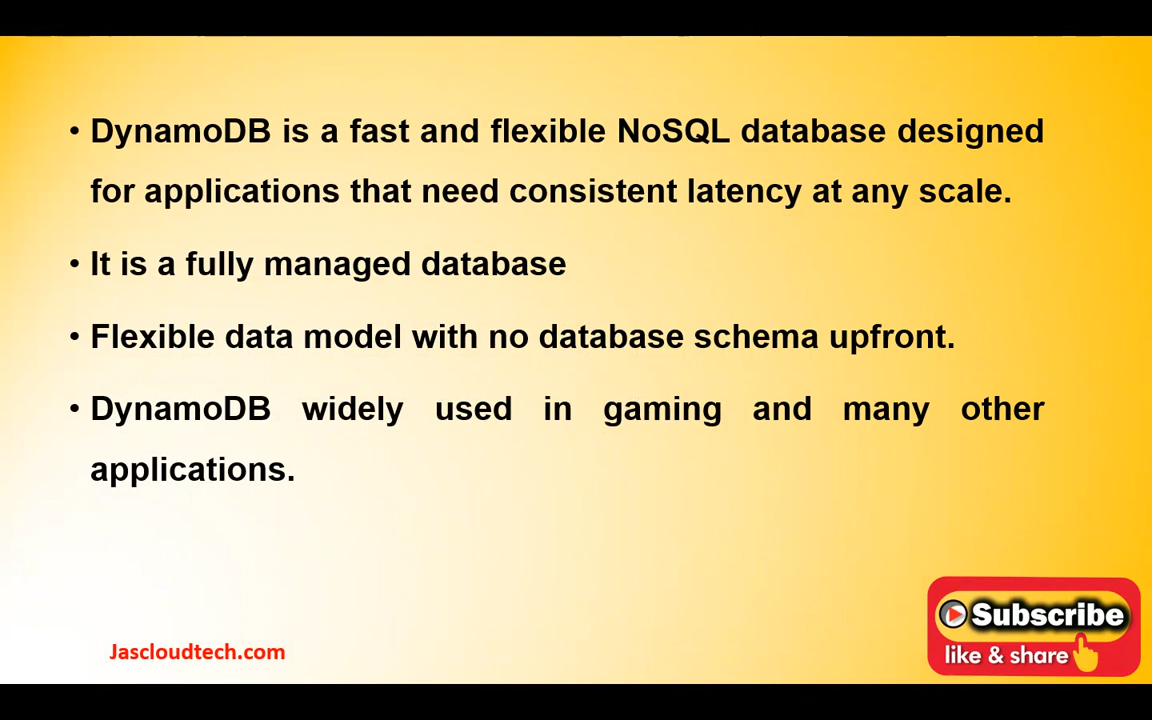 • DynamoDB is a fast and flexible NoSQL database designed
for applications that need consistent latency at any scale.
• It is a fully managed database
• Flexible data model with no database schema upfront.
• DynamoDB widely used in gaming and many other
applications.
Subscribe
like & share
Jascloudtech.com